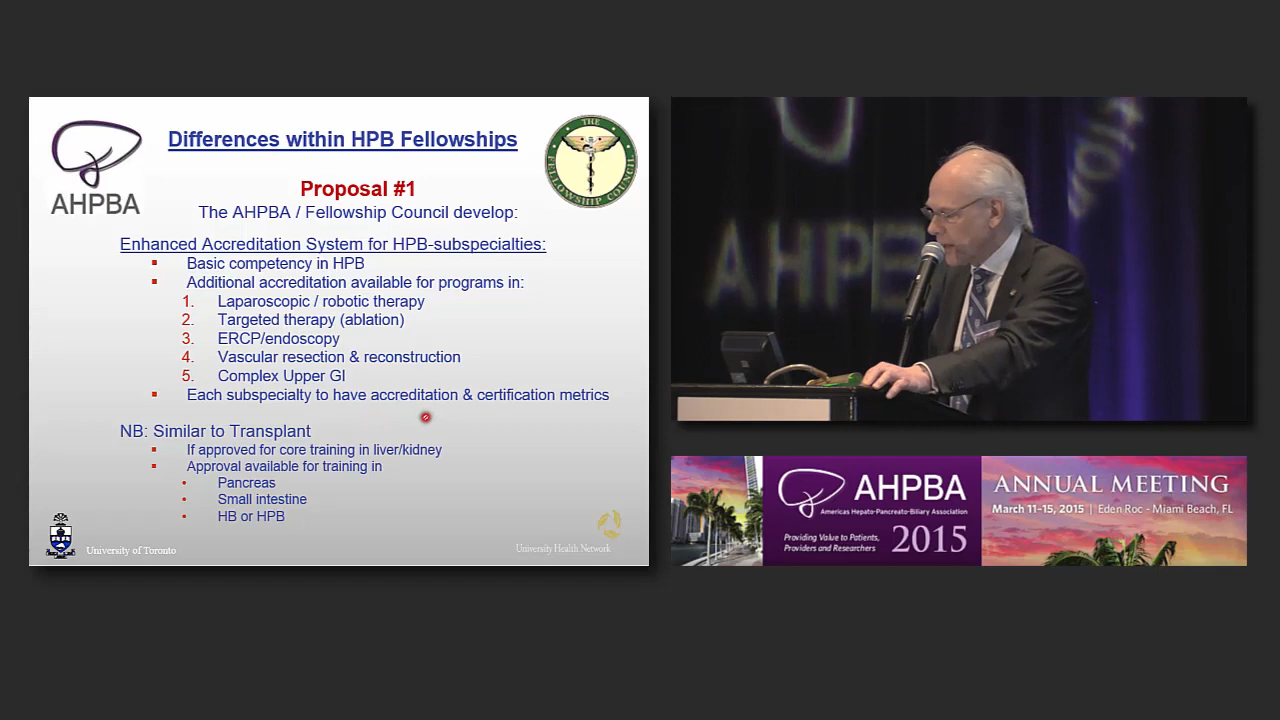 Differences within HPB Fellowships
AHPBA
THE FELLOWSHIP COUNCIL
Proposal #1
The AHPBA / Fellowship Council develop:
Enhanced Accreditation System for HPB-subspecialties:
▪ Basic competency in HPB
▪ Additional accreditation available for programs in:
1. Laparoscopic / robotic therapy
2. Targeted therapy (ablation)
3. ERCP/endoscopy
4. Vascular resection & reconstruction
5. Complex Upper GI
▪ Each subspecialty to have accreditation & certification metrics
NB: Similar to Transplant
▪ If approved for core training in liver/kidney
▪ Approval available for training in
• Pancreas
• Small intestine
• HB or HPB
University of Toronto
University Health Network
AHPB
AHPBA
Americas Hepato-Pancreato-Biliary Association
Providing Value to Patients,
Providers and Researchers
2015
ANNUAL MEETING
March 11-15, 2015 | Eden Roc - Miami Beach, FL